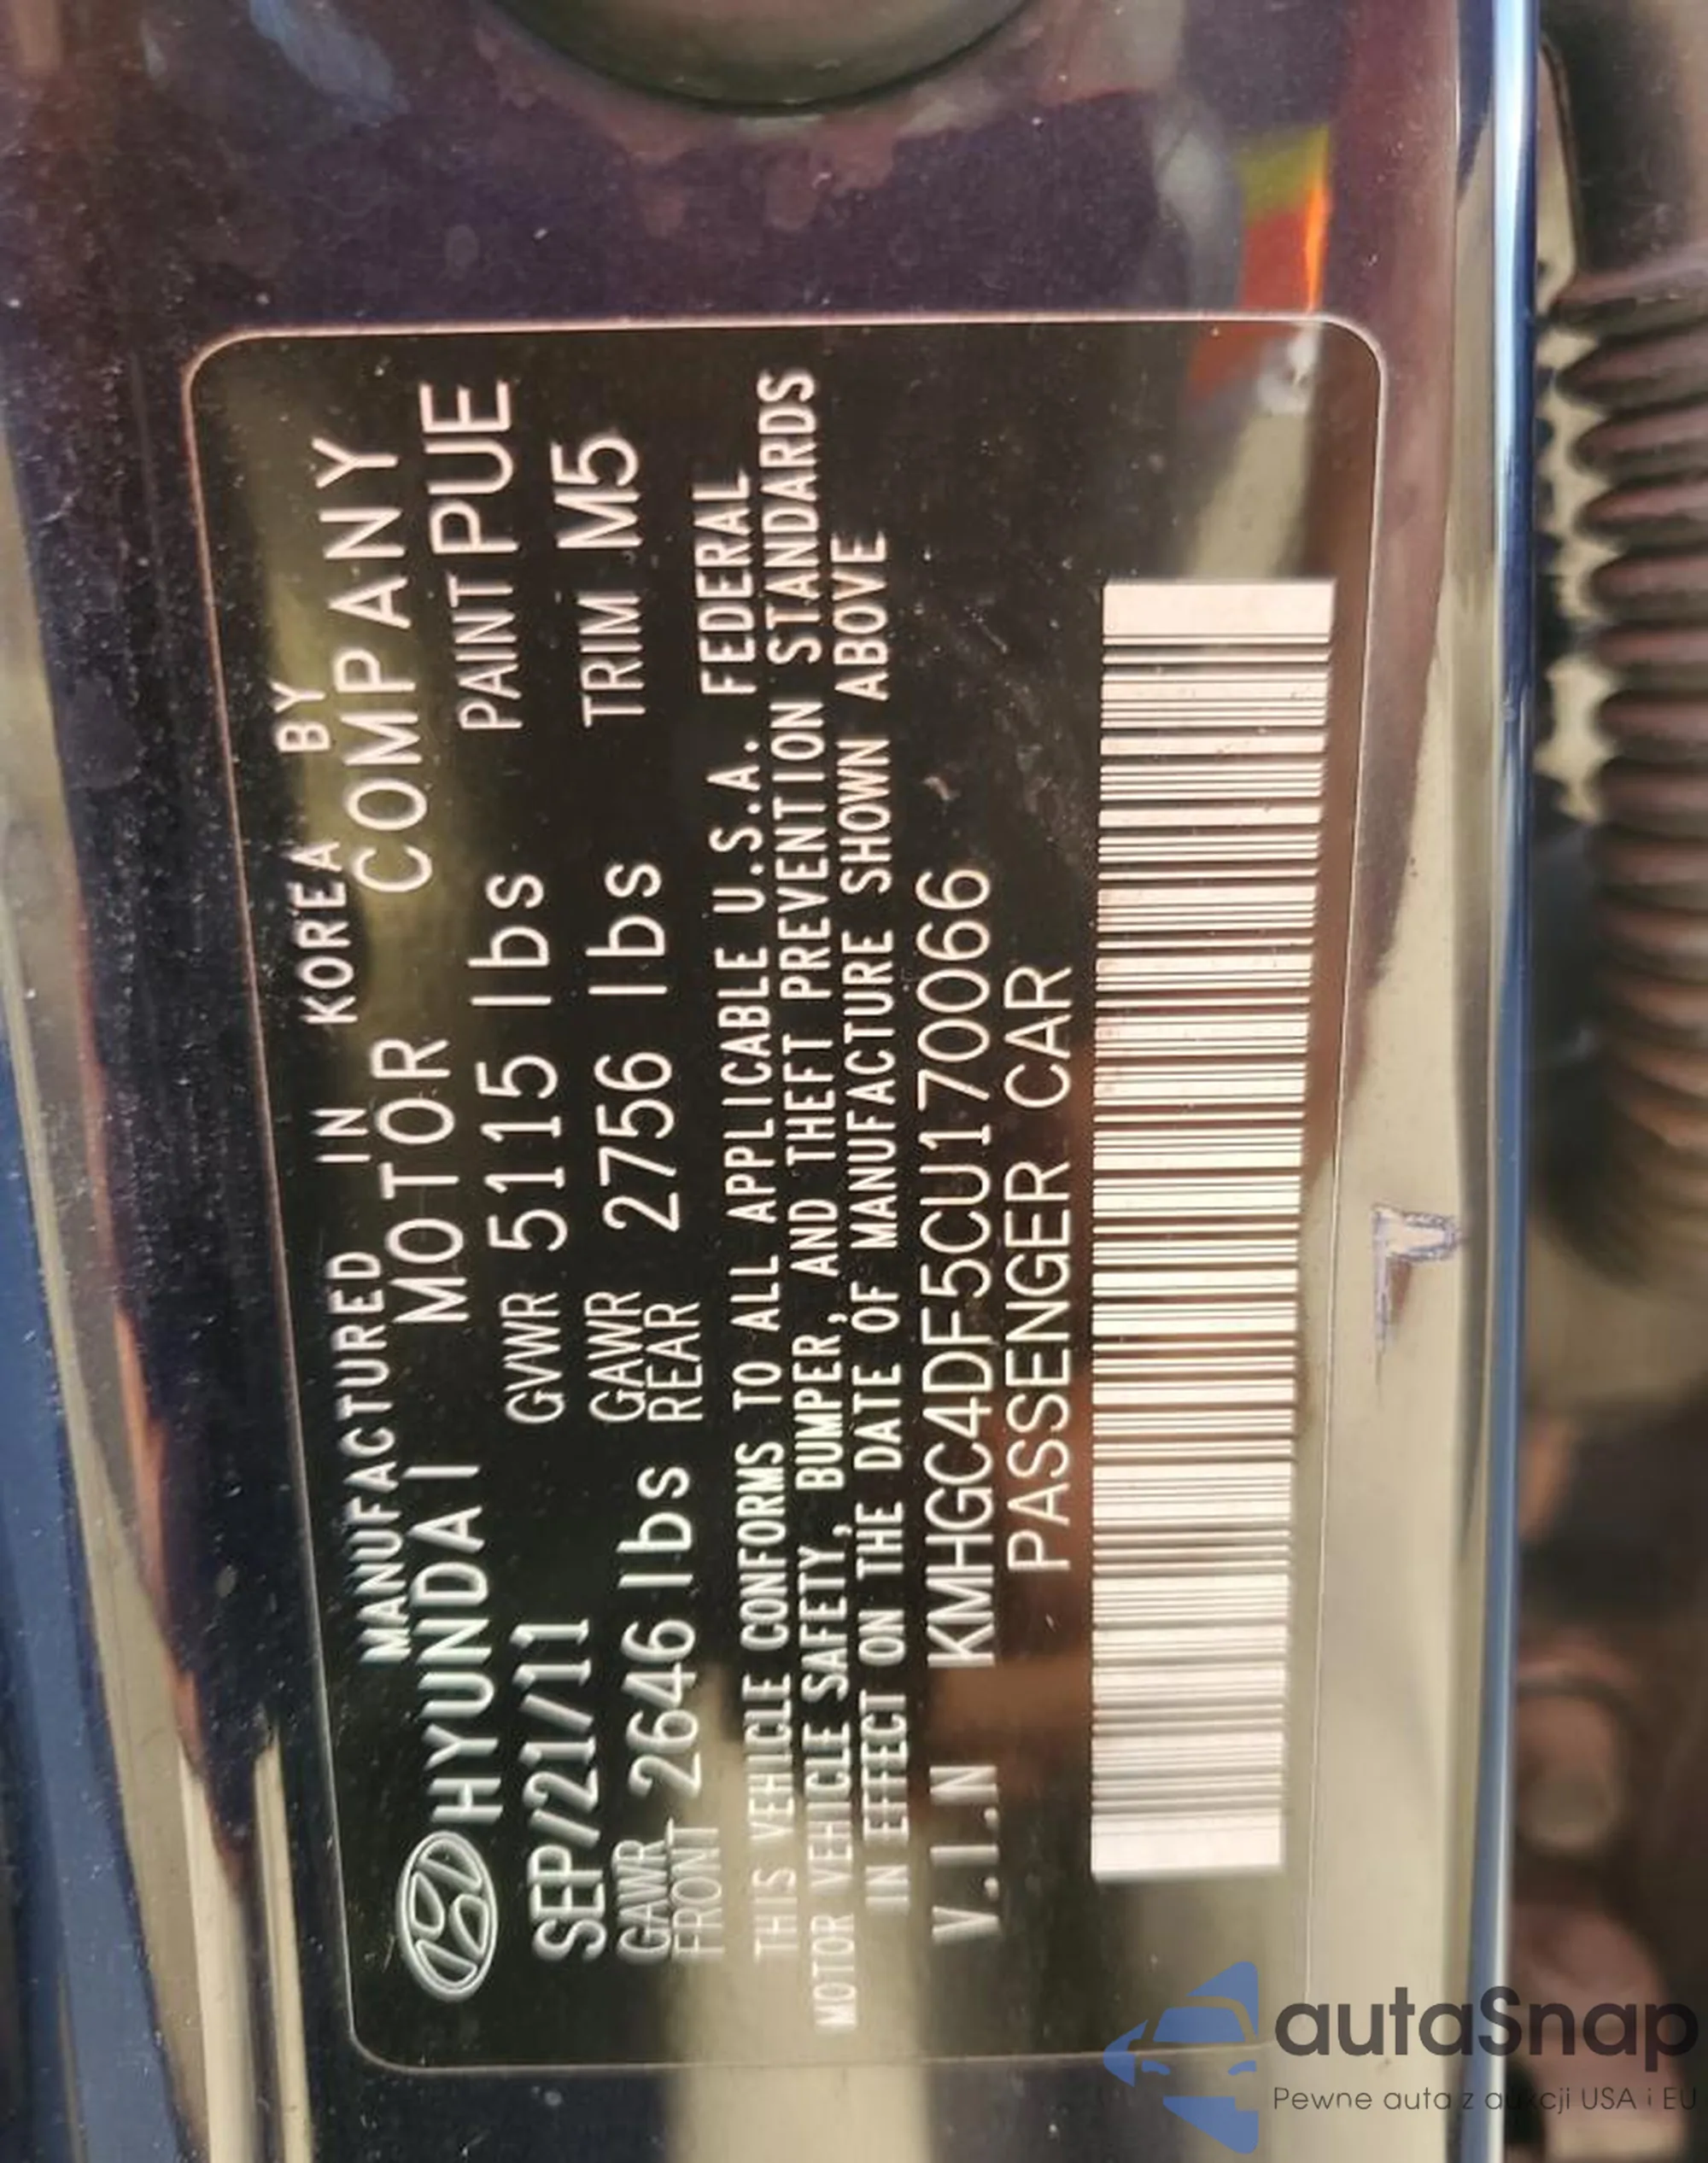 MANUFACTURED IN KOREA BY
HYUNDAI MOTOR COMPANY
SEP/21/11 GVWR 5115 lbs PAINT PUE
GAWR FRONT 2646 lbs GAWR REAR 2756 lbs TRIM M5
THIS VEHICLE CONFORMS TO ALL APPLICABLE U.S.A. FEDERAL
MOTOR VEHICLE SAFETY, BUMPER, AND THEFT PREVENTION STANDARDS
IN EFFECT ON THE DATE OF MANUFACTURE SHOWN ABOVE
V.I.N KMHGC4DF5CU170066
PASSENGER CAR
autaSnap
Pewne auta z aukcji USA i EU